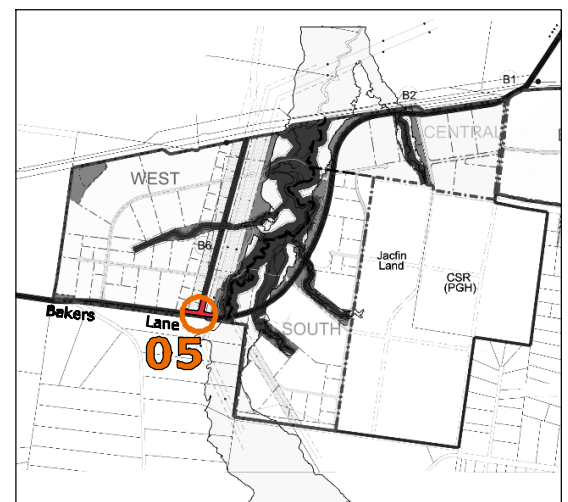 B1
B2
CENTRAL
WEST
B6
Jacfin
Land
CSR
(PGH)
Bakers
Lane
SOUTH
05